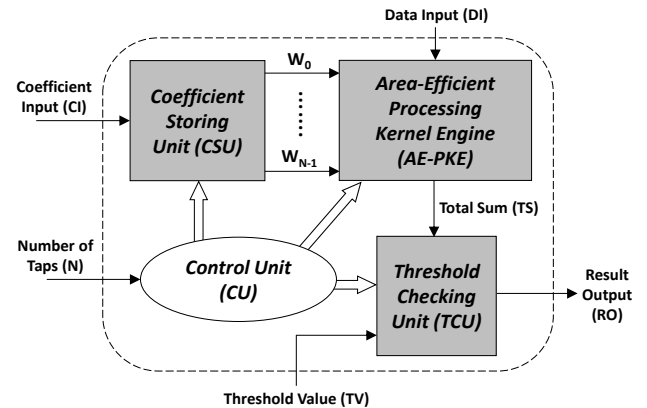 Data Input (DI)
Coefficient
Input (CI)
Coefficient
Storing
Unit (CSU)
W0
WN-1
Area-Efficient
Processing
Kernel Engine
(AE-PKE)
Total Sum (TS)
Number of
Taps (N)
Control Unit
(CU)
Threshold
Checking
Unit (TCU)
Result
Output
(RO)
Threshold Value (TV)